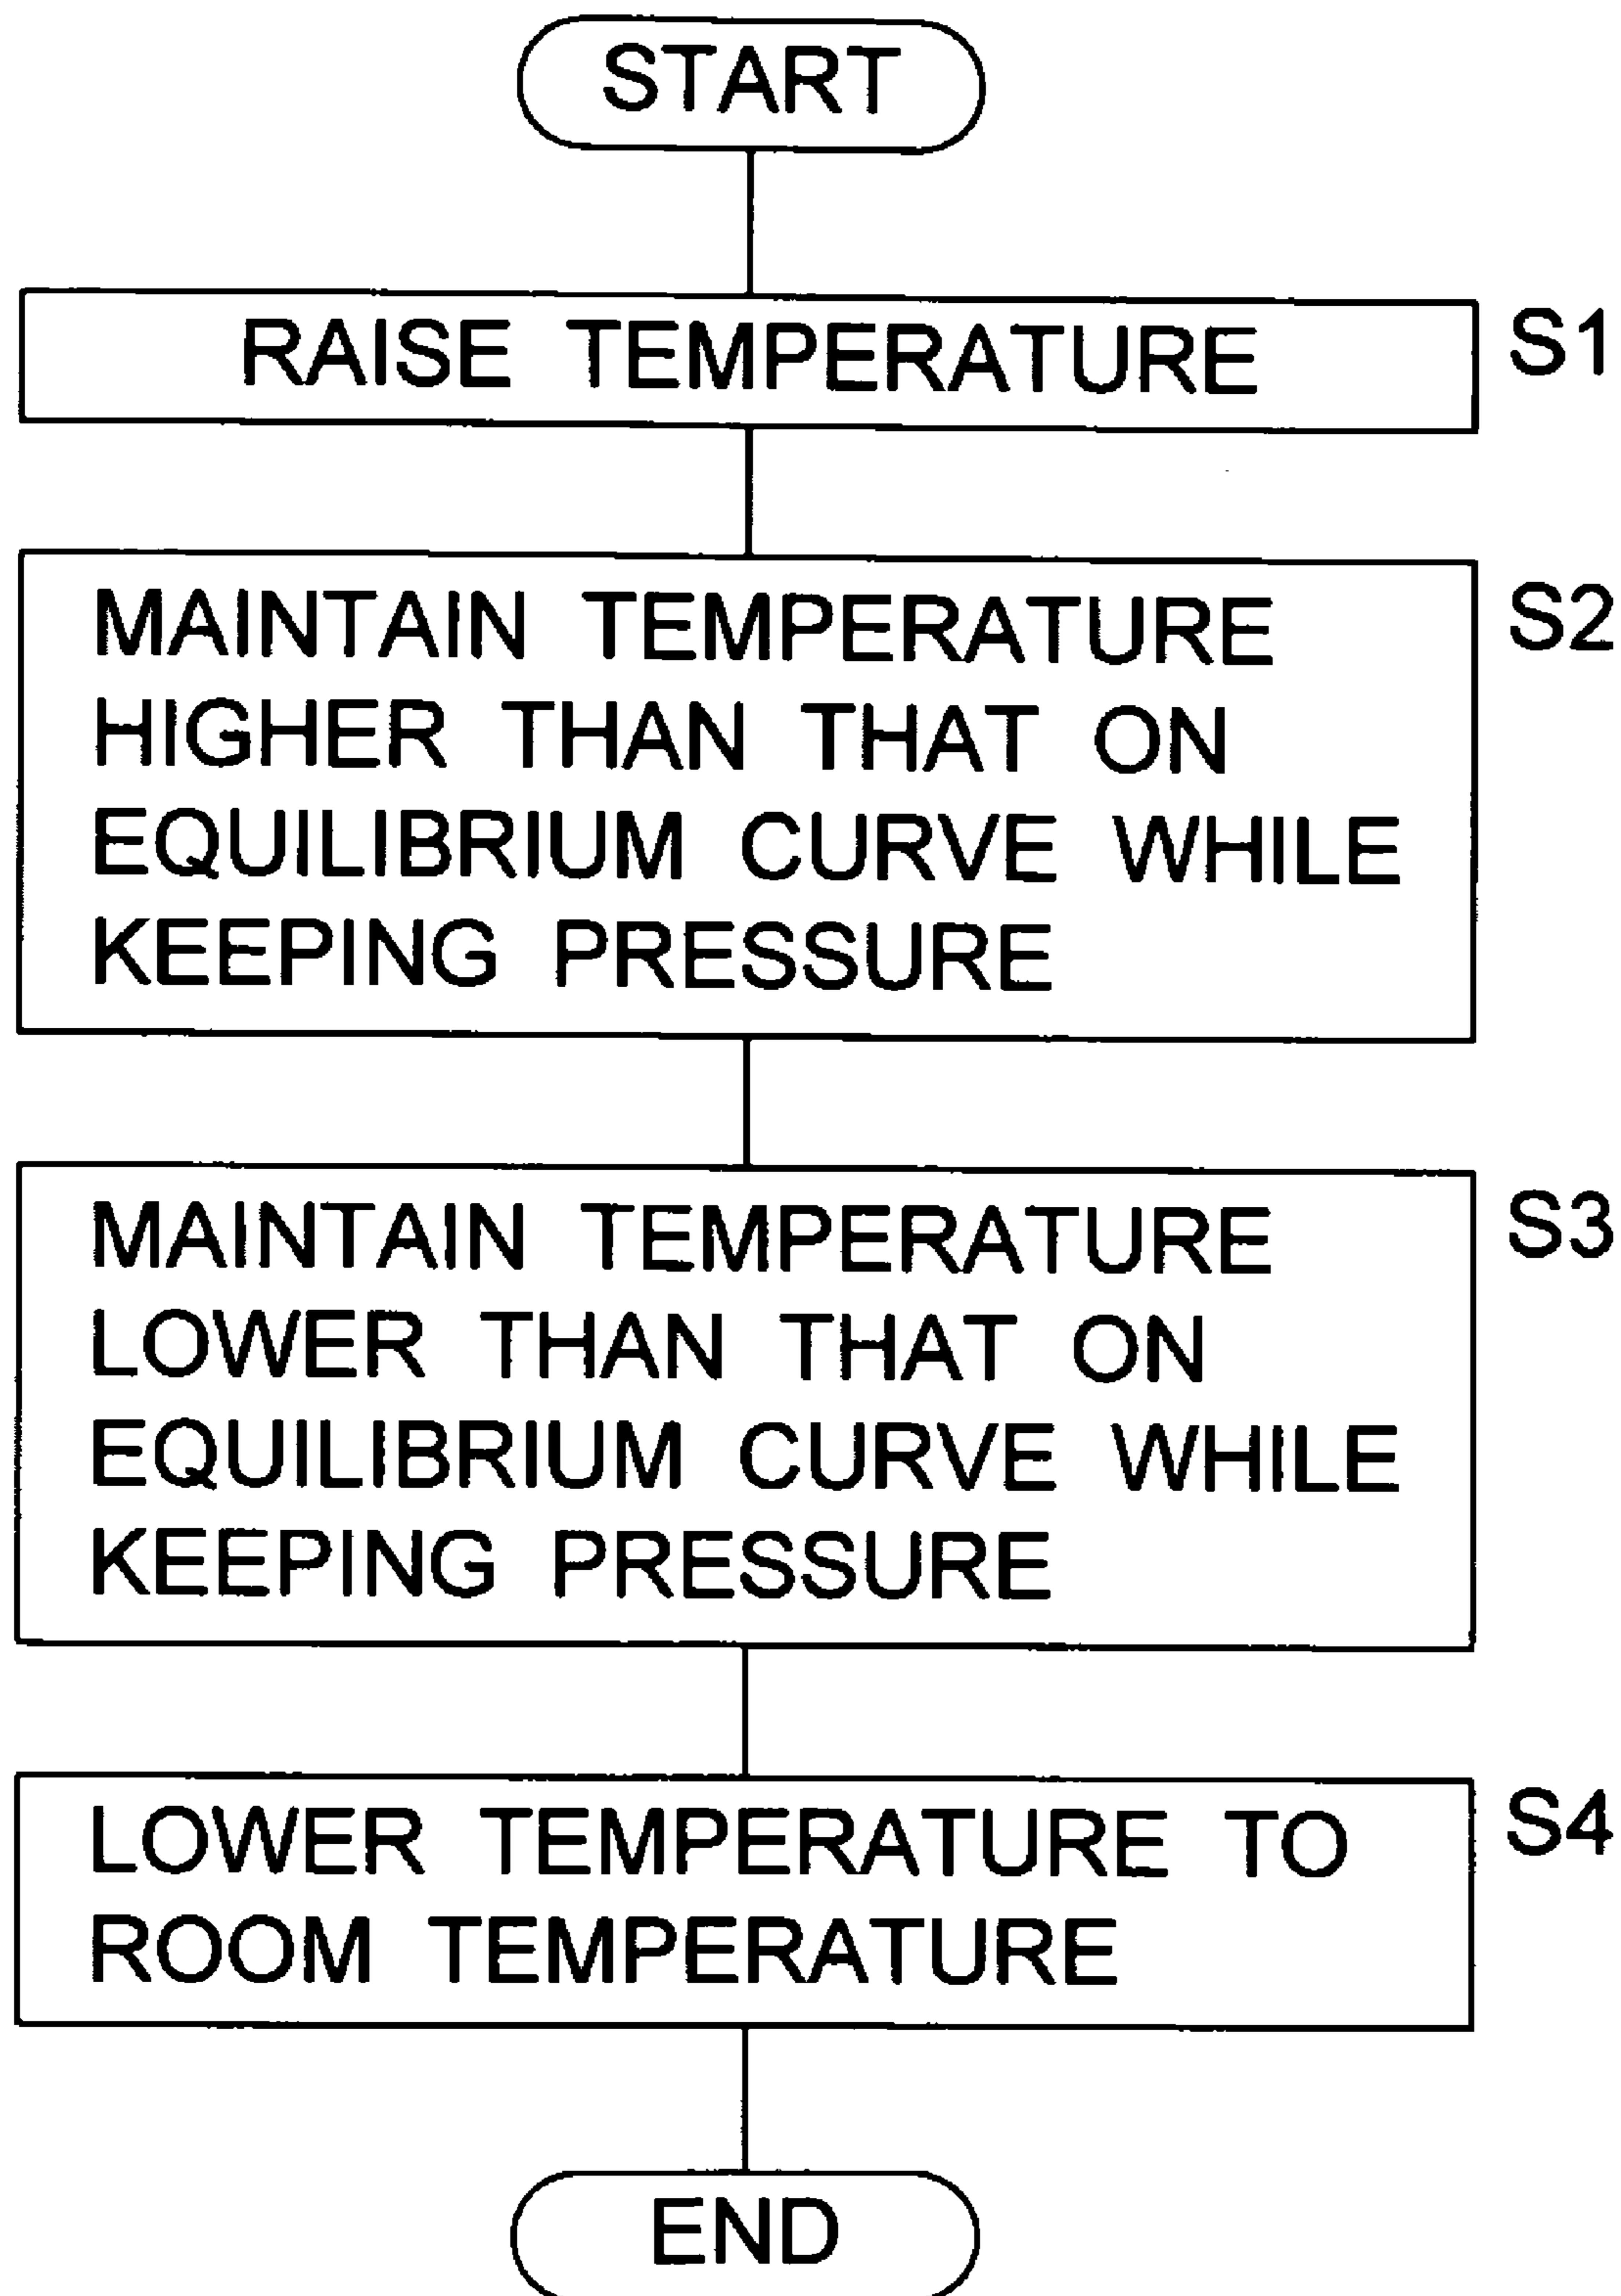 START
RAISE TEMPERATURE
S1
MAINTAIN TEMPERATURE
HIGHER THAN THAT ON
EQUILIBRIUM CURVE WHILE
KEEPING PRESSURE
S2
MAINTAIN TEMPERATURE
LOWER THAN THAT ON
EQUILIBRIUM CURVE WHILE
KEEPING PRESSURE
S3
LOWER TEMPERATURE TO
ROOM TEMPERATURE
S4
END